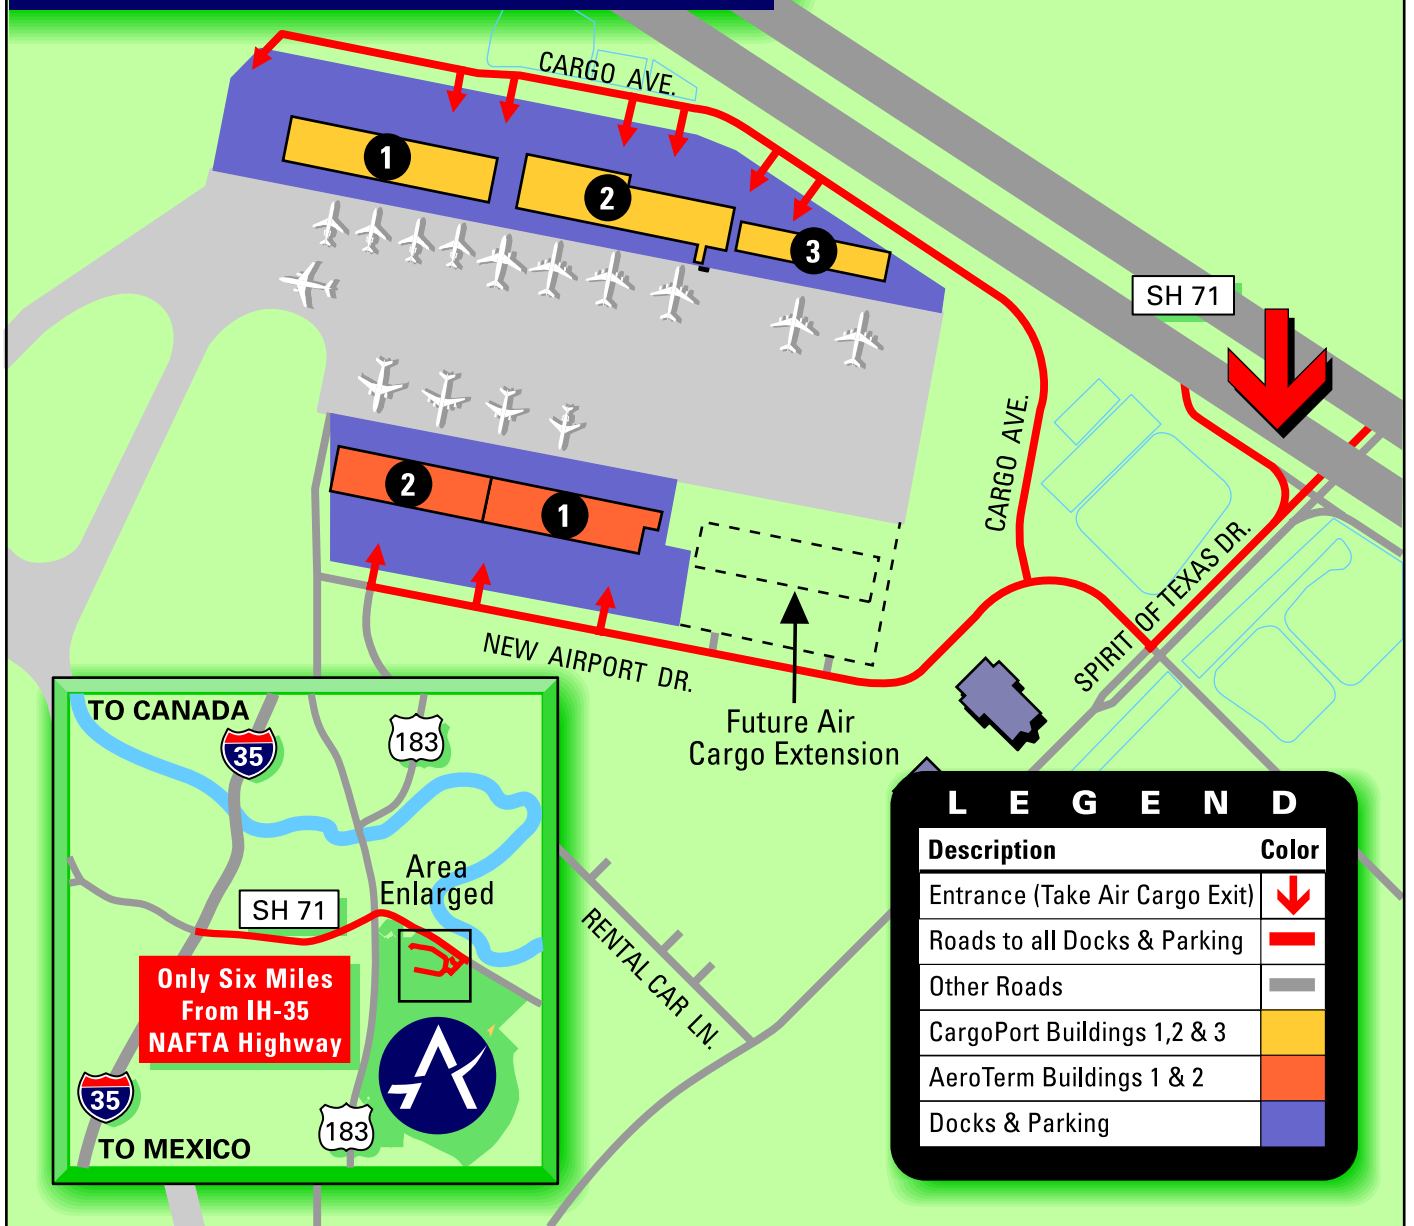 CARGO AVE.
1
2
3
SH 71
CARGO AVE.
2
1
SPIRIT OF TEXAS DR.
NEW AIRPORT DR.
Future Air
Cargo Extension
RENTAL CAR LN.
TO CANADA
35
183
Area
Enlarged
SH 71
Only Six Miles
From IH-35
NAFTA Highway
35
183
TO MEXICO
LEGEND
Description Color
Entrance (Take Air Cargo Exit)
Roads to all Docks & Parking
Other Roads
CargoPort Buildings 1,2 & 3
AeroTerm Buildings 1 & 2
Docks & Parking